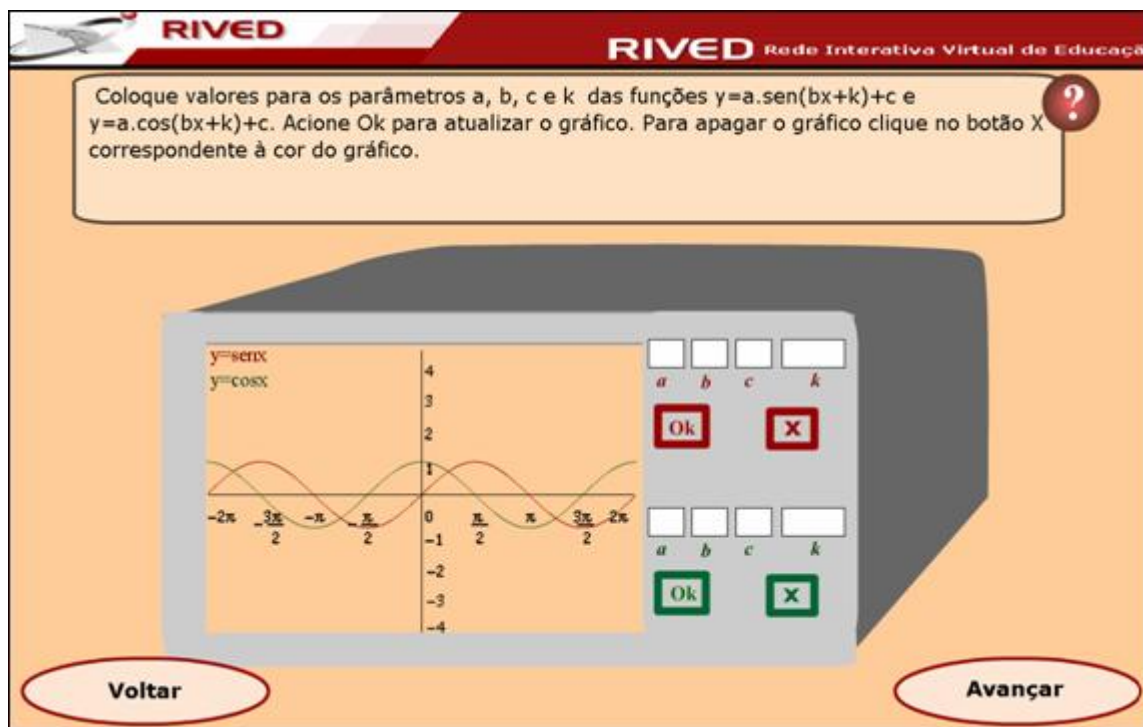 RIVED
RIVED Rede Interativa Virtual de Educaçã
Coloque valores para os parâmetros a, b, c e k das funções y=a.sen(bx+k)+c e
y=a.cos(bx+k)+c. Acione Ok para atualizar o gráfico. Para apagar o gráfico clique no botão X
correspondente à cor do gráfico.
?
y=senx
y=cosx
4
3
2
1
-2π -3π/2 -π -π/2 0 π/2 π 3π/2 2π
-1
-2
-3
-4
a b c k
Ok X
a b c k
Ok X
Voltar
Avançar